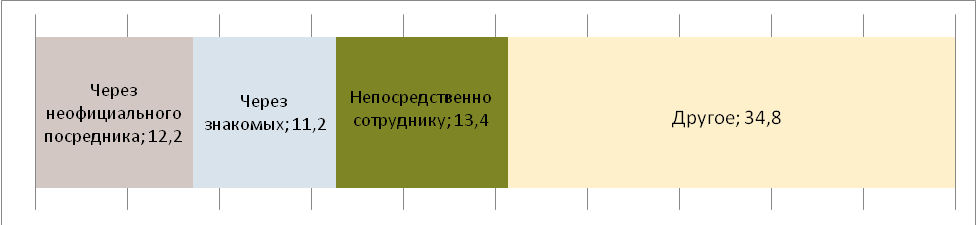 Через
неофициального
посредника; 12,2
Через
знакомых; 11,2
Непосредственно
сотруднику; 13,4
Другое; 34,8